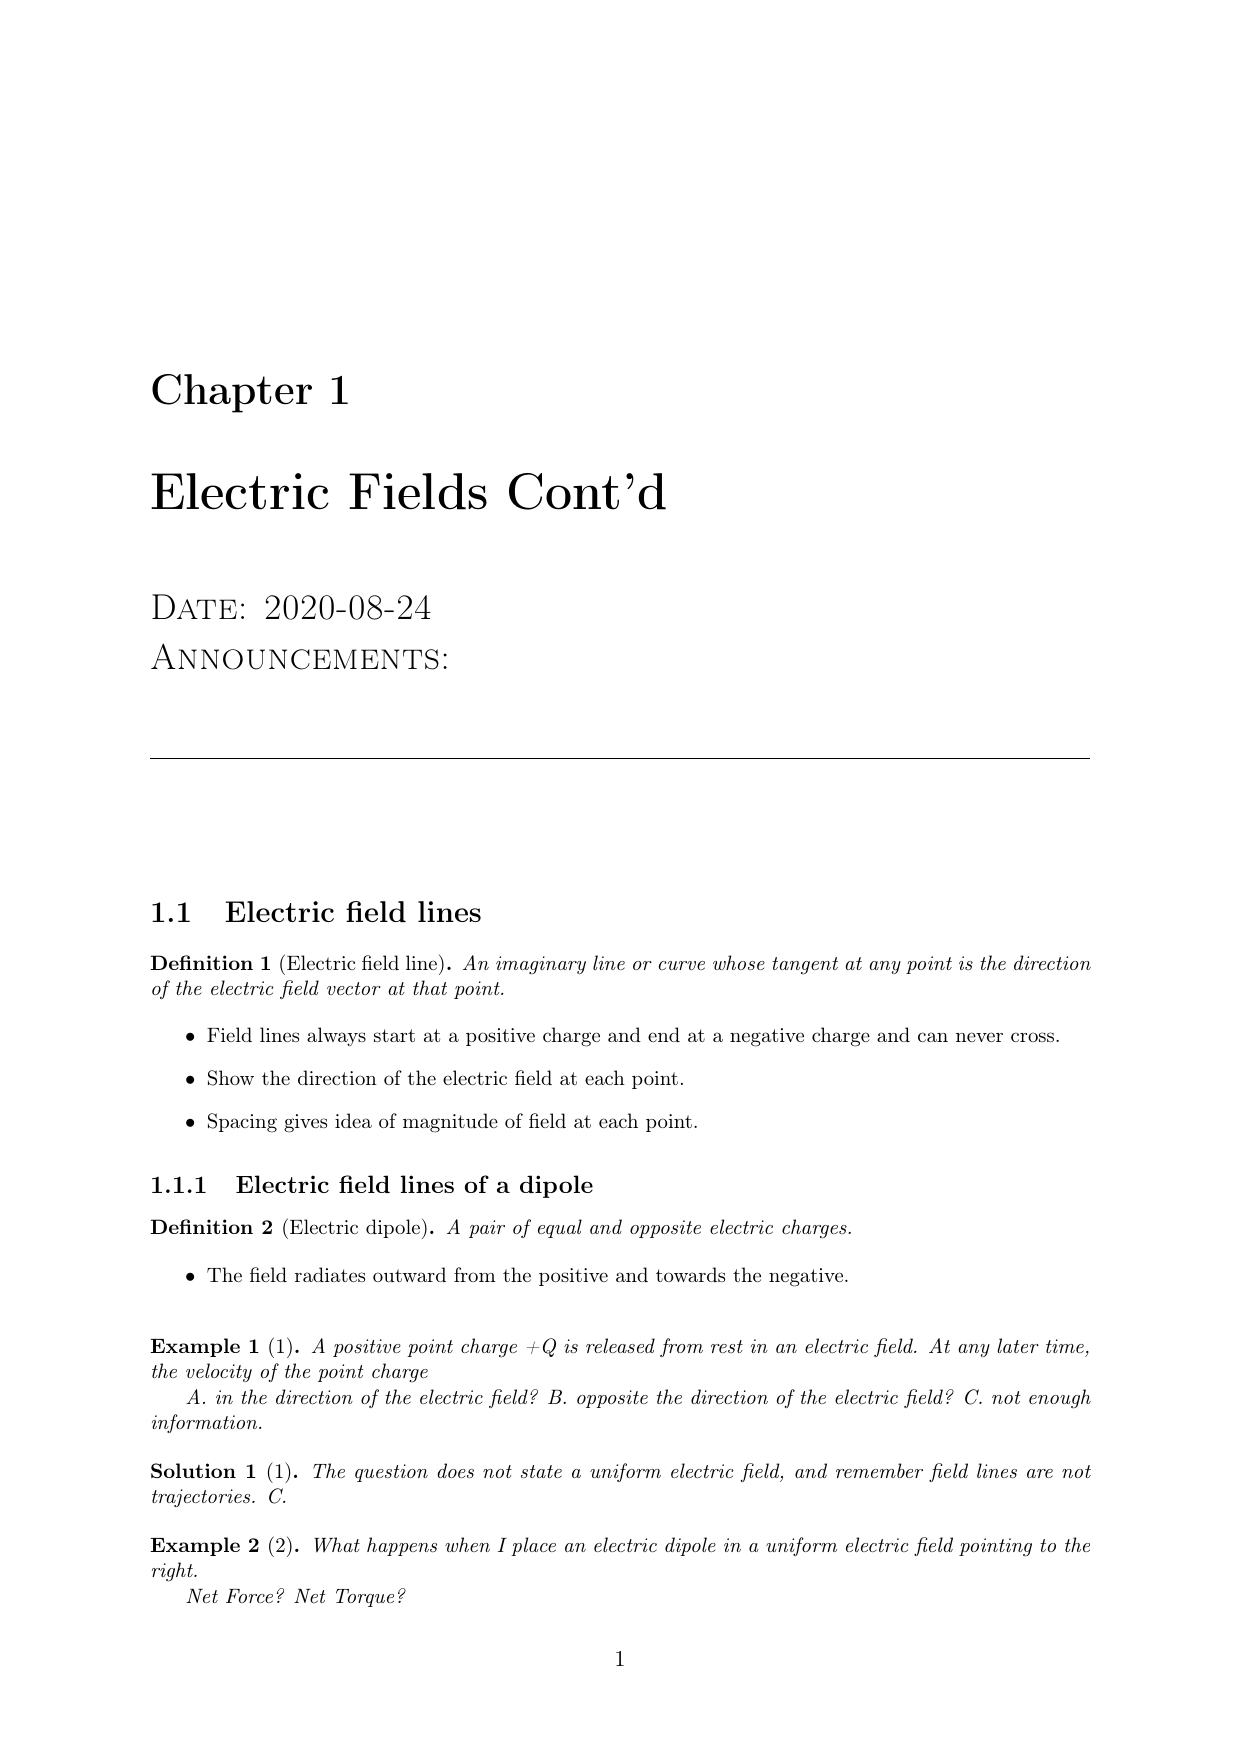 Chapter 1
Electric Fields Cont'd
Date: 2020-08-24
Announcements:
1.1 Electric field lines
Definition 1 (Electric field line). An imaginary line or curve whose tangent at any point is the direction
of the electric field vector at that point.
• Field lines always start at a positive charge and end at a negative charge and can never cross.
• Show the direction of the electric field at each point.
• Spacing gives idea of magnitude of field at each point.
1.1.1 Electric field lines of a dipole
Definition 2 (Electric dipole). A pair of equal and opposite electric charges.
• The field radiates outward from the positive and towards the negative.
Example 1 (1). A positive point charge +Q is released from rest in an electric field. At any later time,
the velocity of the point charge
A. in the direction of the electric field? B. opposite the direction of the electric field? C. not enough
information.
Solution 1 (1). The question does not state a uniform electric field, and remember field lines are not
trajectories. C.
Example 2 (2). What happens when I place an electric dipole in a uniform electric field pointing to the
right.
Net Force? Net Torque?
1